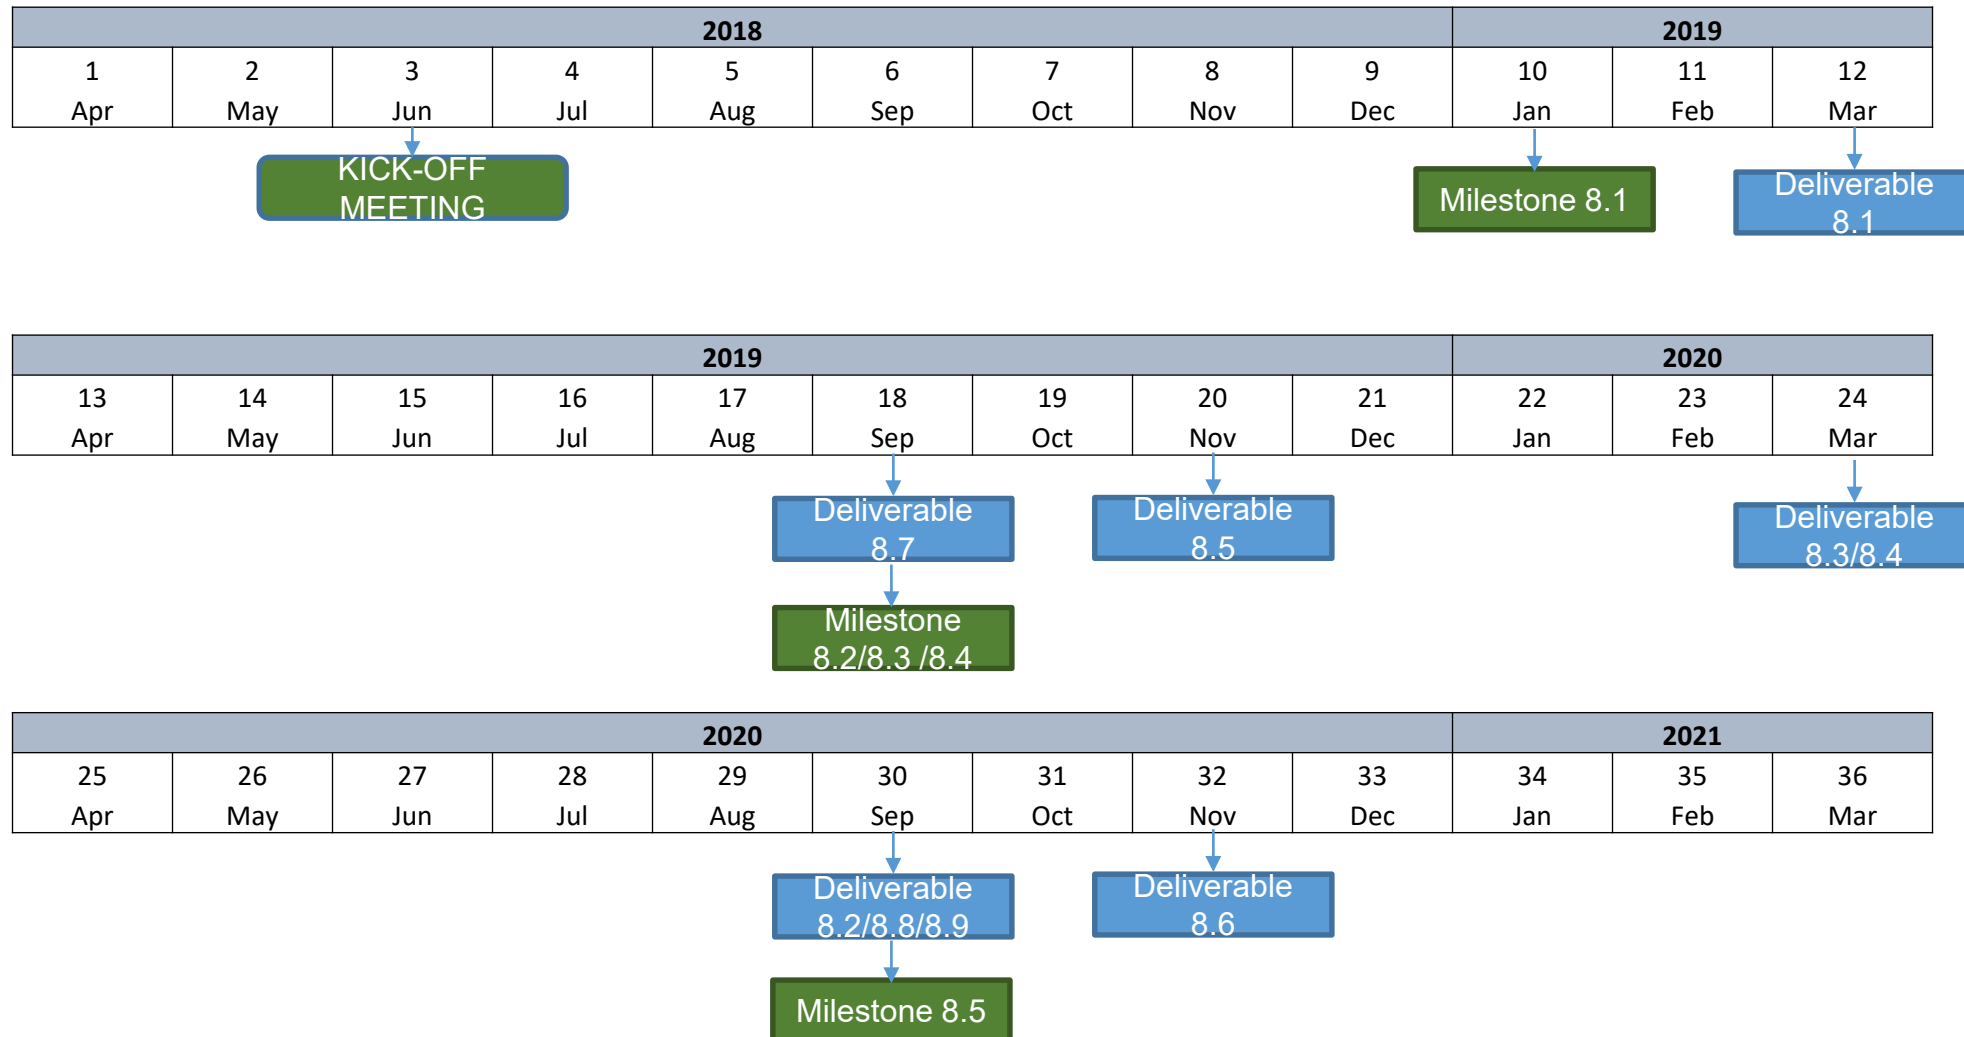 2018 2019
1 2 3 4 5 6 7 8 9 10 11 12
Apr May Jun Jul Aug Sep Oct Nov Dec Jan Feb Mar
KICK-OFF
MEETING
Milestone 8.1
Deliverable
8.1
2019 2020
13 14 15 16 17 18 19 20 21 22 23 24
Apr May Jun Jul Aug Sep Oct Nov Dec Jan Feb Mar
Deliverable
8.7
Deliverable
8.5
Deliverable
8.3/8.4
Milestone
8.2/8.3 /8.4
2020 2021
25 26 27 28 29 30 31 32 33 34 35 36
Apr May Jun Jul Aug Sep Oct Nov Dec Jan Feb Mar
Deliverable
8.2/8.8/8.9
Deliverable
8.6
Milestone 8.5